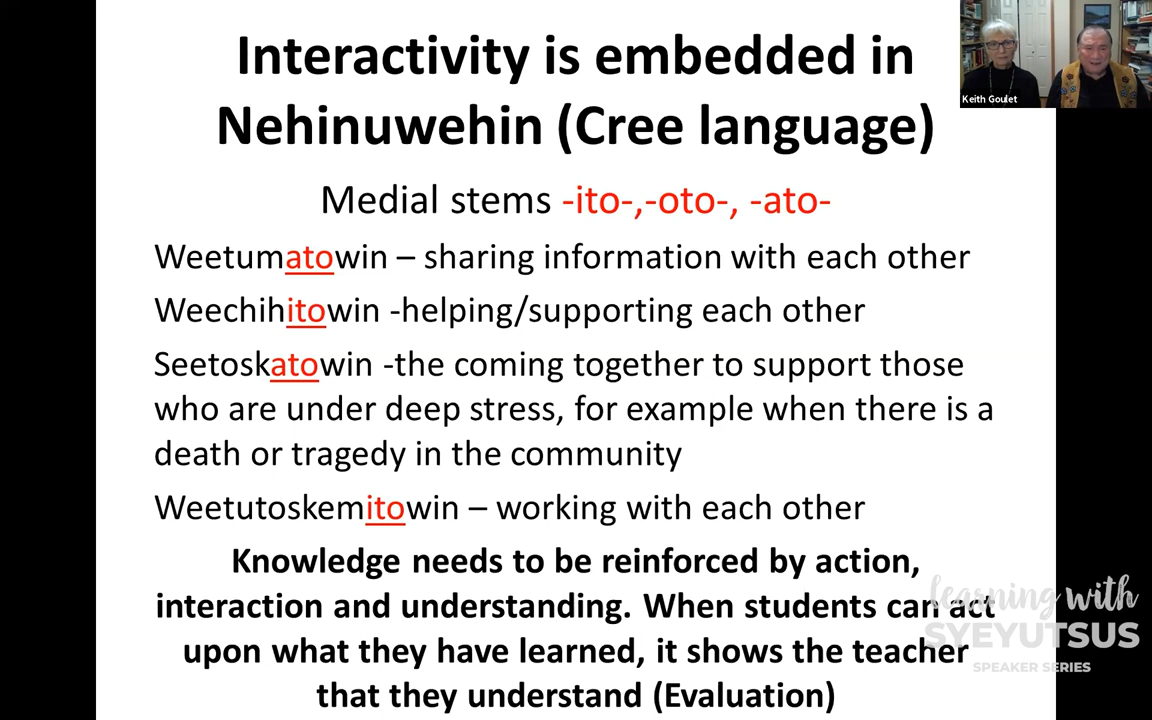 Interactivity is embedded in
Nehinuwehin (Cree language)
Keith Goulet
Medial stems -ito-,-oto-, -ato-
Weetumatowin – sharing information with each other
Weechihitowin -helping/supporting each other
Seetoskatowin -the coming together to support those
who are under deep stress, for example when there is a
death or tragedy in the community
Weetutoskemitowin – working with each other
Knowledge needs to be reinforced by action,
interaction and understanding. When students can act
upon what they have learned, it shows the teacher
that they understand (Evaluation)
learning with
SYEYUTSUS
SPEAKER SERIES